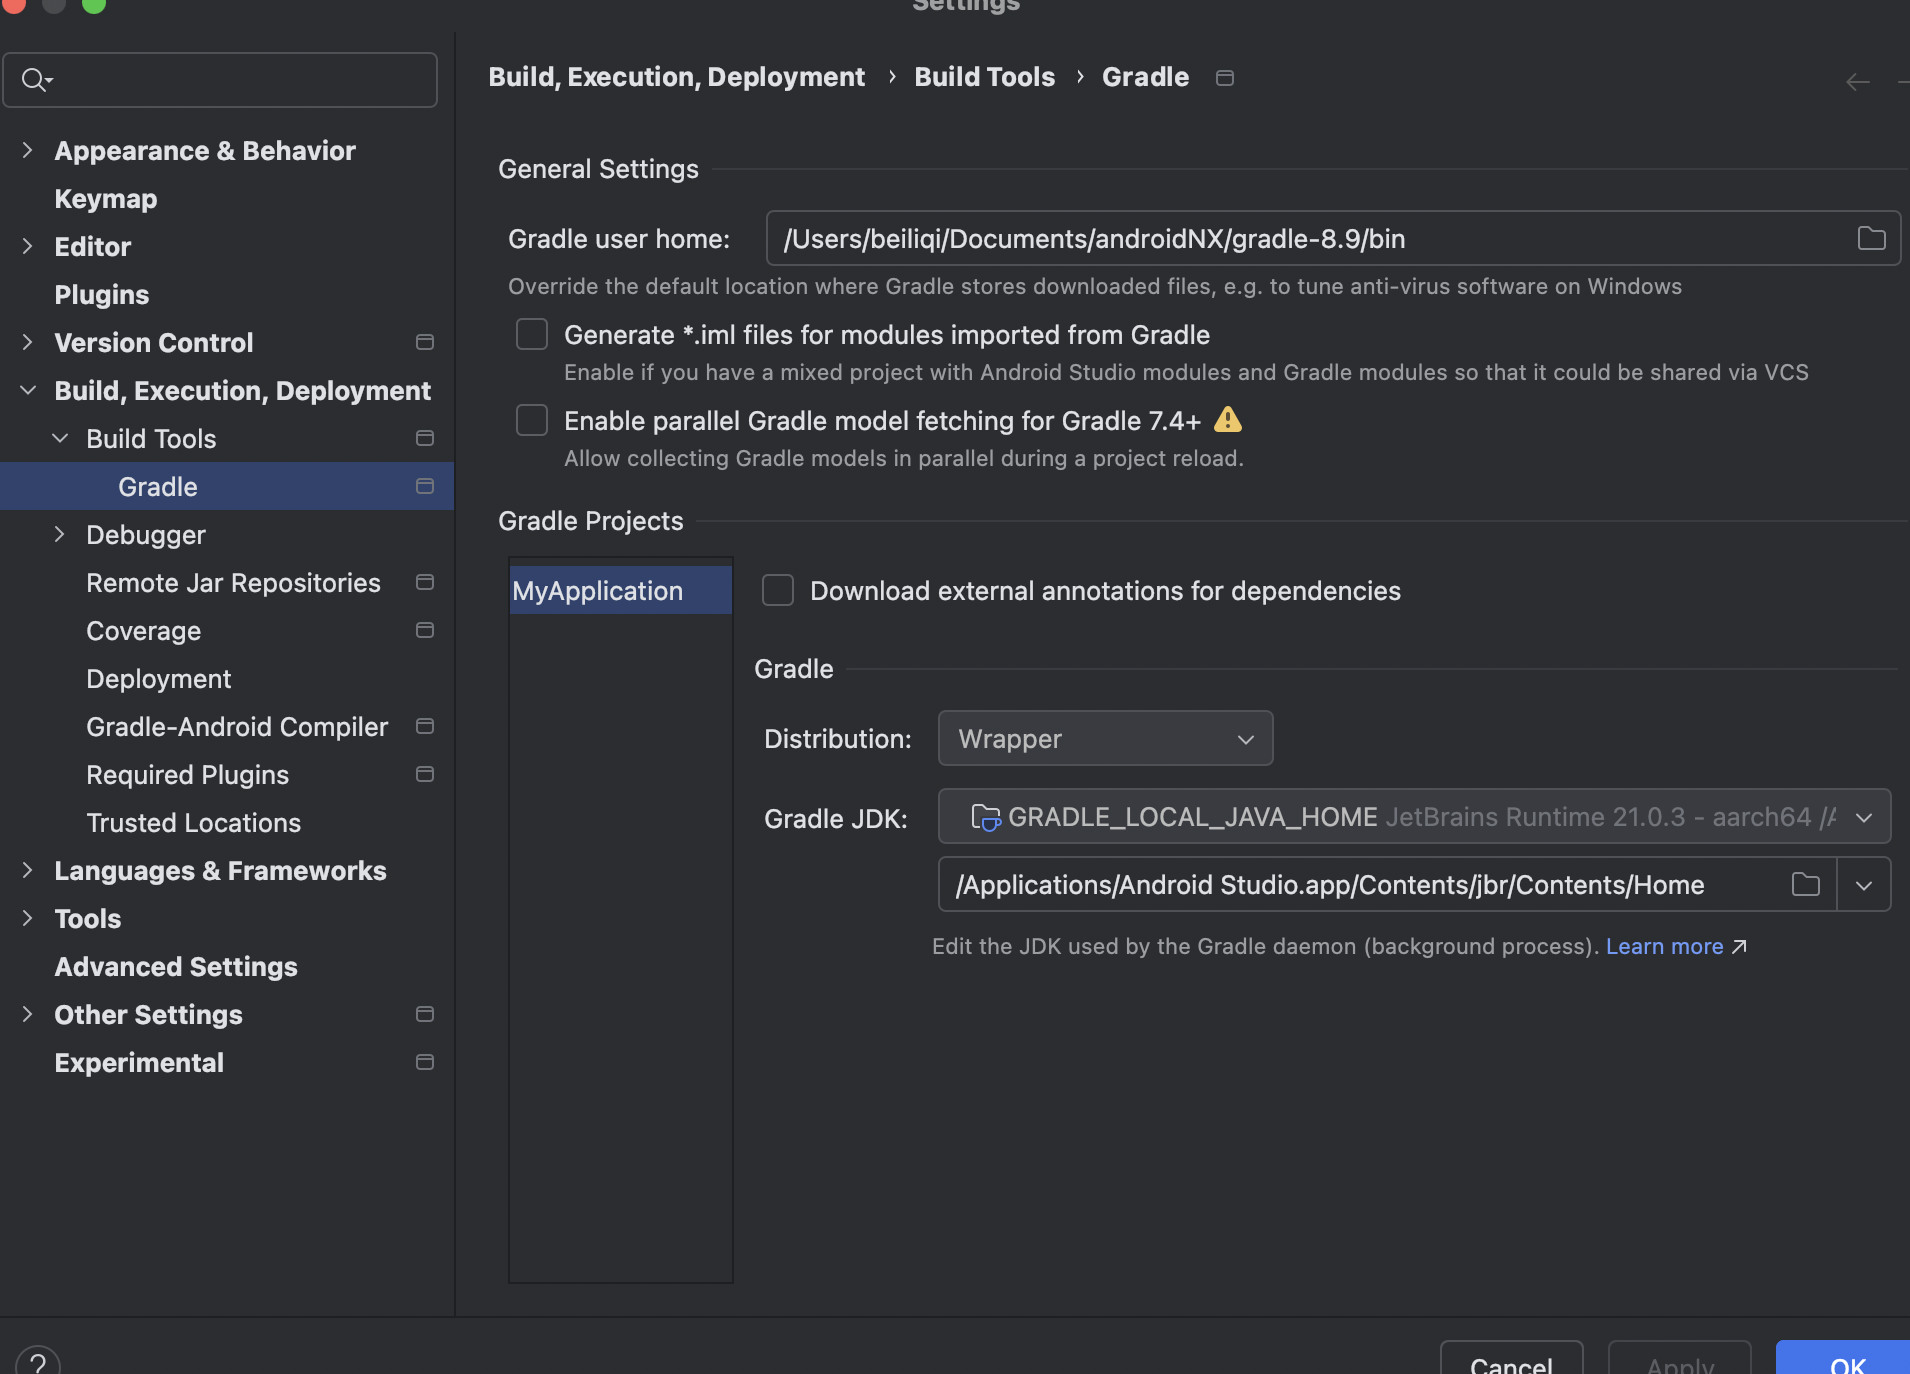 Settings
Build, Execution, Deployment › Build Tools › Gradle
Appearance & Behavior
Keymap
Editor
Plugins
Version Control
Build, Execution, Deployment
Build Tools
Gradle
Debugger
Remote Jar Repositories
Coverage
Deployment
Gradle-Android Compiler
Required Plugins
Trusted Locations
Languages & Frameworks
Tools
Advanced Settings
Other Settings
Experimental
General Settings
Gradle user home: /Users/beiliqi/Documents/androidNX/gradle-8.9/bin
Override the default location where Gradle stores downloaded files, e.g. to tune anti-virus software on Windows
Generate *.iml files for modules imported from Gradle
Enable if you have a mixed project with Android Studio modules and Gradle modules so that it could be shared via VCS
Enable parallel Gradle model fetching for Gradle 7.4+
Allow collecting Gradle models in parallel during a project reload.
Gradle Projects
MyApplication
Download external annotations for dependencies
Gradle
Distribution: Wrapper
Gradle JDK: GRADLE_LOCAL_JAVA_HOME JetBrains Runtime 21.0.3 - aarch64 /A
/Applications/Android Studio.app/Contents/jbr/Contents/Home
Edit the JDK used by the Gradle daemon (background process). Learn more ↗
?
Cancel
Apply
OK